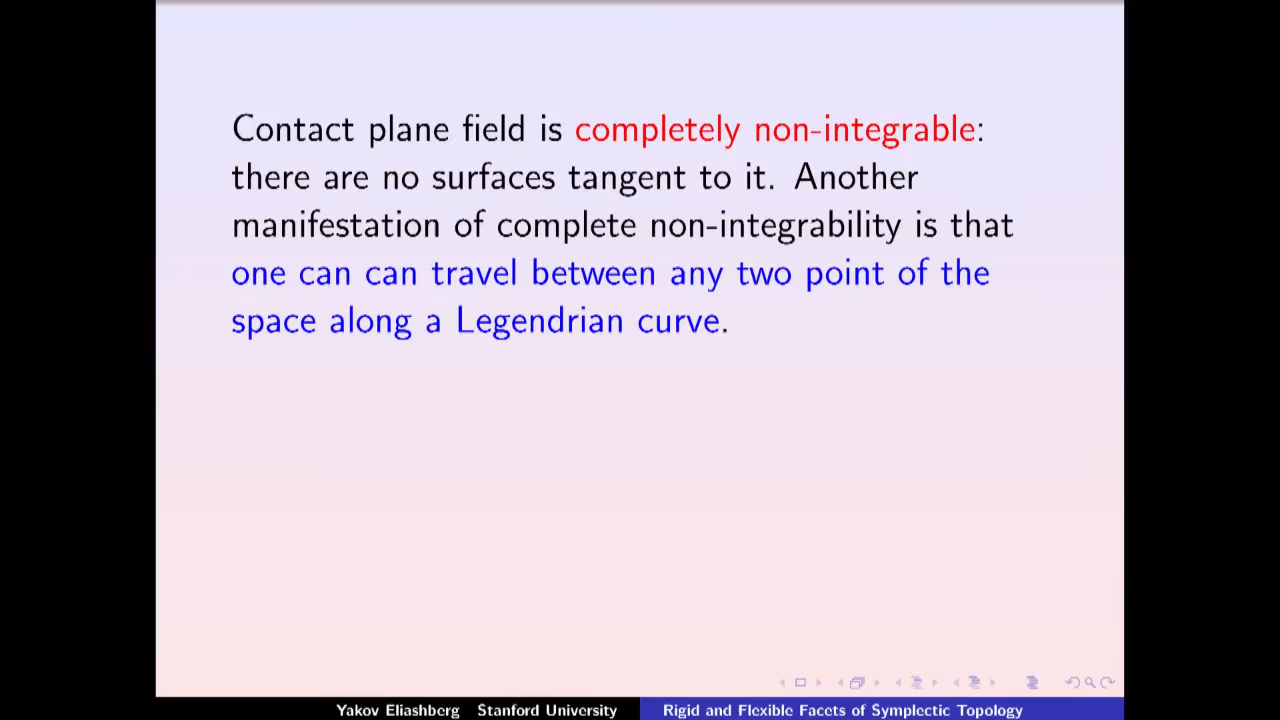 Contact plane field is completely non-integrable:
there are no surfaces tangent to it. Another
manifestation of complete non-integrability is that
one can can travel between any two point of the
space along a Legendrian curve.
Yakov Eliashberg Stanford University
Rigid and Flexible Facets of Symplectic Topology